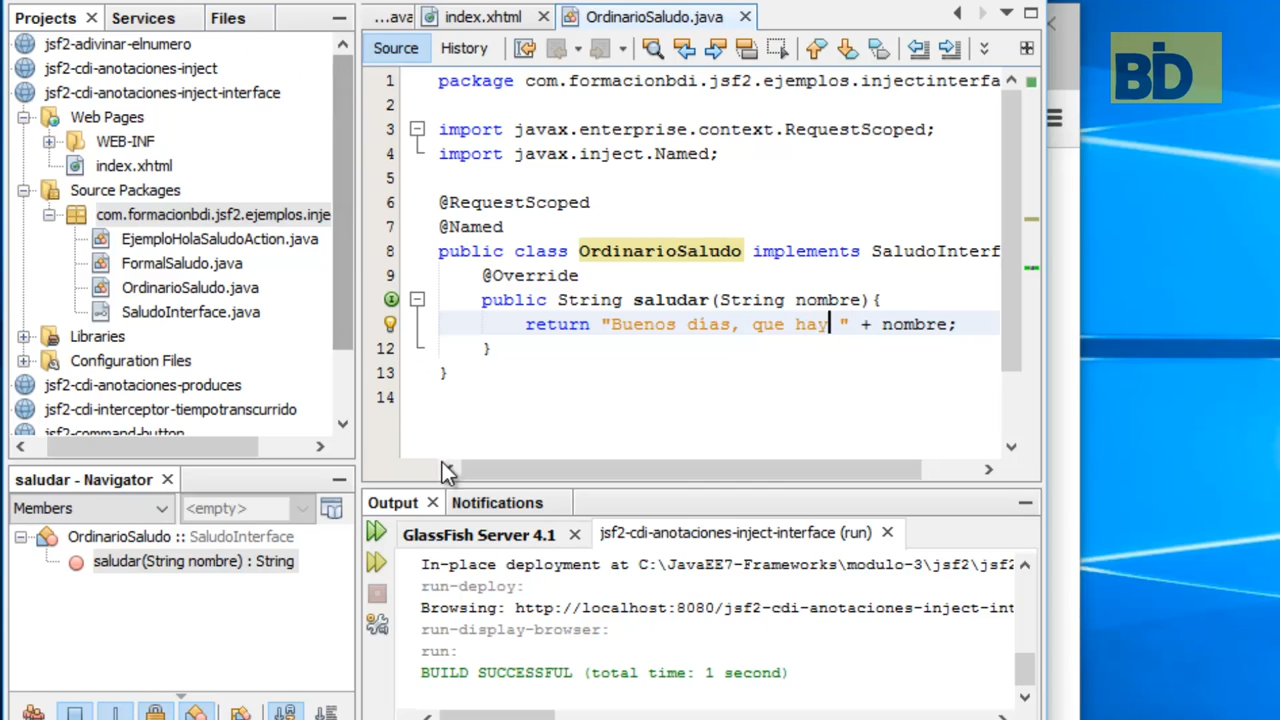 Projects
Services
Files
jsf2-adivinar-elnumero
jsf2-cdi-anotaciones-inject
jsf2-cdi-anotaciones-inject-interface
Web Pages
WEB-INF
index.xhtml
Source Packages
com.formacionbdi.jsf2.ejemplos.inje
EjemploHolaSaludoAction.java
FormalSaludo.java
OrdinarioSaludo.java
SaludoInterface.java
Libraries
Configuration Files
jsf2-cdi-anotaciones-produces
jsf2-cdi-interceptor-tiempotranscurrido
jsf2-command-button
saludar - Navigator
Members
<empty>
OrdinarioSaludo :: SaludoInterface
saludar(String nombre) : String
...ava
index.xhtml
OrdinarioSaludo.java
Source
History
1 package com.formacionbdi.jsf2.ejemplos.injectinterfa
2
3 import javax.enterprise.context.RequestScoped;
4 import javax.inject.Named;
5
6 @RequestScoped
7 @Named
8 public class OrdinarioSaludo implements SaludoInterf
9 @Override
public String saludar(String nombre){
return "Buenos días, que hay " + nombre;
12 }
13 }
14
Output
Notifications
GlassFish Server 4.1
jsf2-cdi-anotaciones-inject-interface (run)
In-place deployment at C:\JavaEE7-Frameworks\modulo-3\jsf2\jsf2
run-deploy:
Browsing: http://localhost:8080/jsf2-cdi-anotaciones-inject-int
run-display-browser:
run:
BUILD SUCCESSFUL (total time: 1 second)
BD